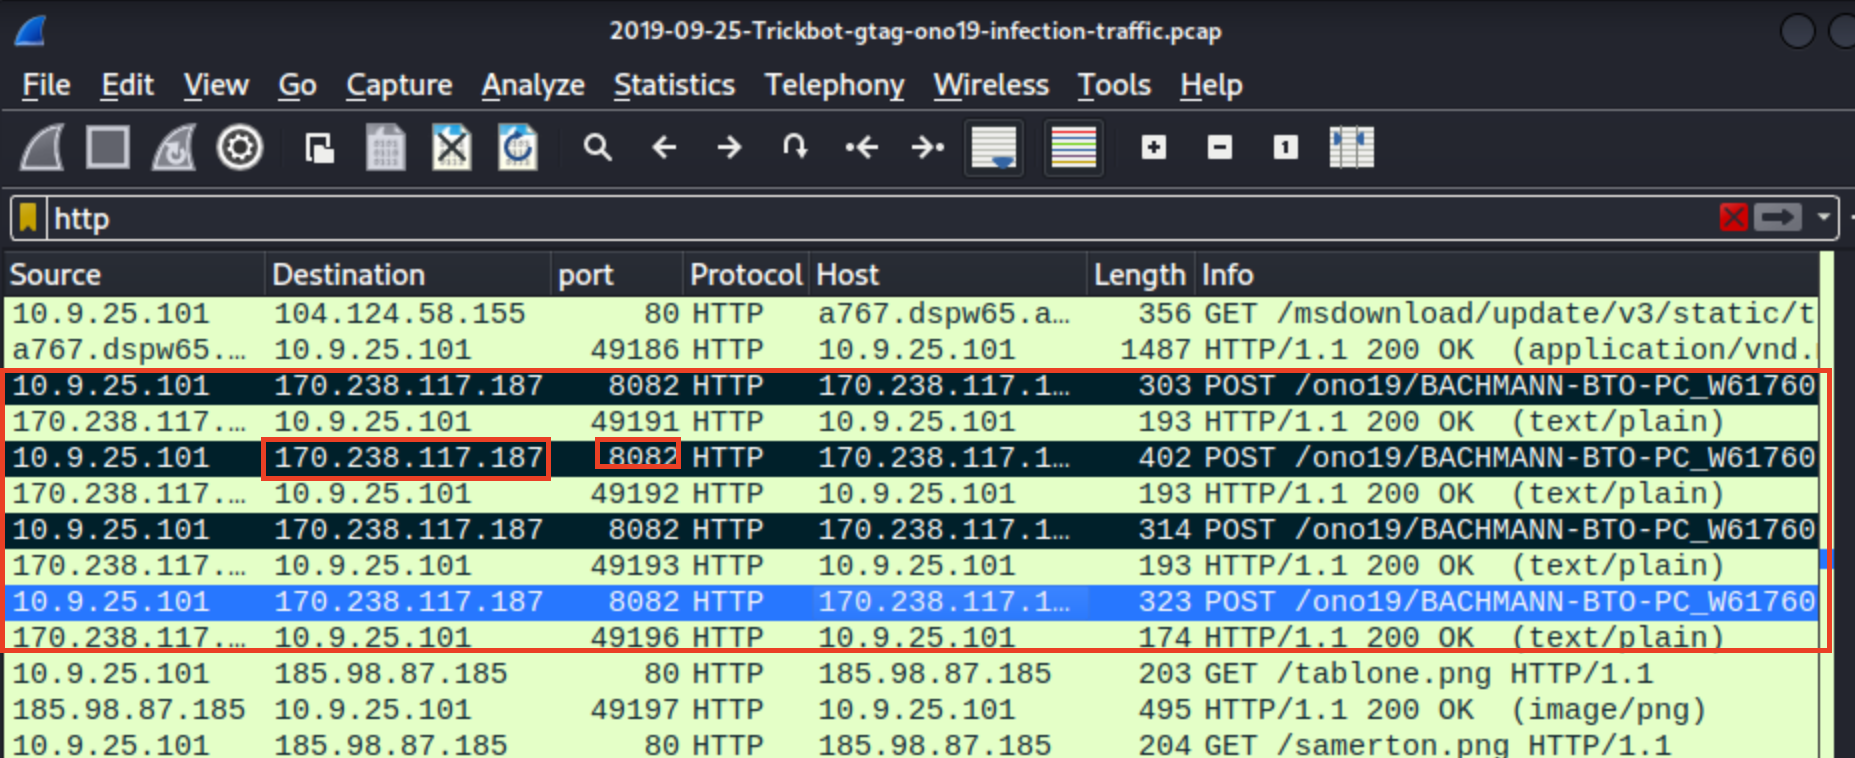 2019-09-25-Trickbot-gtag-ono19-infection-traffic.pcap
File Edit View Go Capture Analyze Statistics Telephony Wireless Tools Help
http
Source Destination port Protocol Host Length Info
10.9.25.101 104.124.58.155 80 HTTP a767.dspw65.a… 356 GET /msdownload/update/v3/static/t
a767.dspw65.… 10.9.25.101 49186 HTTP 10.9.25.101 1487 HTTP/1.1 200 OK (application/vnd.
10.9.25.101 170.238.117.187 8082 HTTP 170.238.117.1… 303 POST /ono19/BACHMANN-BTO-PC_W61760
170.238.117.… 10.9.25.101 49191 HTTP 10.9.25.101 193 HTTP/1.1 200 OK (text/plain)
10.9.25.101 170.238.117.187 8082 HTTP 170.238.117.1… 402 POST /ono19/BACHMANN-BTO-PC_W61760
170.238.117.… 10.9.25.101 49192 HTTP 10.9.25.101 193 HTTP/1.1 200 OK (text/plain)
10.9.25.101 170.238.117.187 8082 HTTP 170.238.117.1… 314 POST /ono19/BACHMANN-BTO-PC_W61760
170.238.117.… 10.9.25.101 49193 HTTP 10.9.25.101 193 HTTP/1.1 200 OK (text/plain)
10.9.25.101 170.238.117.187 8082 HTTP 170.238.117.1… 323 POST /ono19/BACHMANN-BTO-PC_W61760
170.238.117.… 10.9.25.101 49196 HTTP 10.9.25.101 174 HTTP/1.1 200 OK (text/plain)
10.9.25.101 185.98.87.185 80 HTTP 185.98.87.185 203 GET /tablone.png HTTP/1.1
185.98.87.185 10.9.25.101 49197 HTTP 10.9.25.101 495 HTTP/1.1 200 OK (image/png)
10.9.25.101 185.98.87.185 80 HTTP 185.98.87.185 204 GET /samerton.png HTTP/1.1